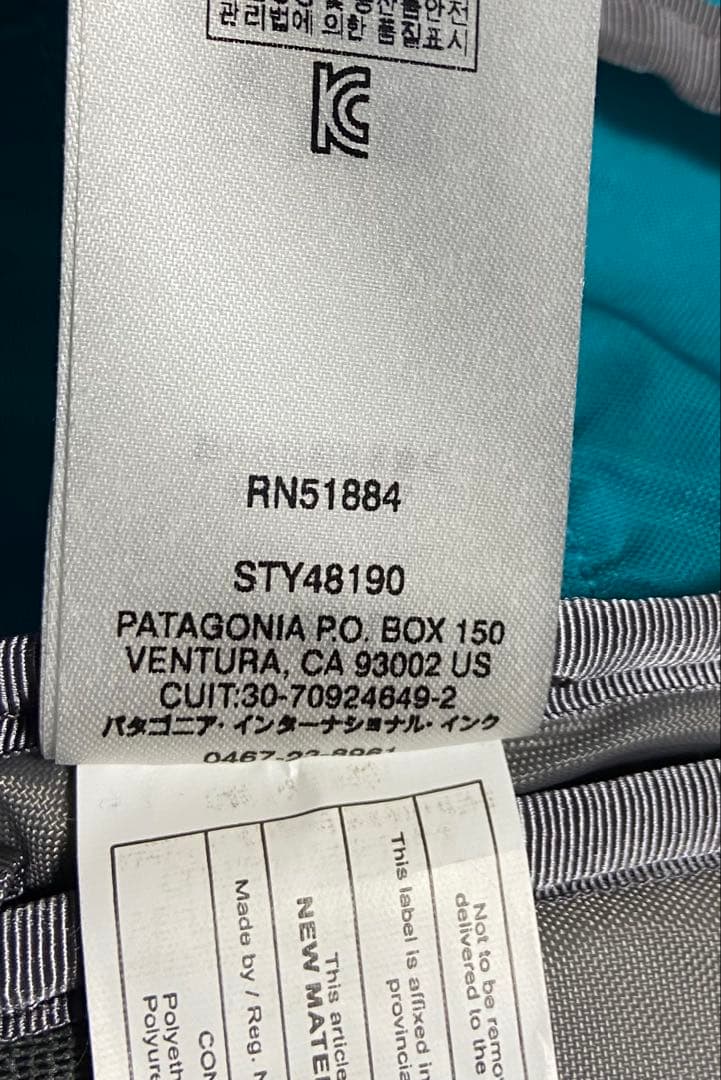 관리법에 의한 품질표시
KC
RN51884
STY48190
PATAGONIA P.O. BOX 150
VENTURA, CA 93002 US
CUIT:30-70924649-2
パタゴニア・インターナショナル・インク
Not to be remo
delivered to the
This label is affixed in
provincia
This article
NEW MATE
Made by / Reg. N
CON
Polyeth
Polyure